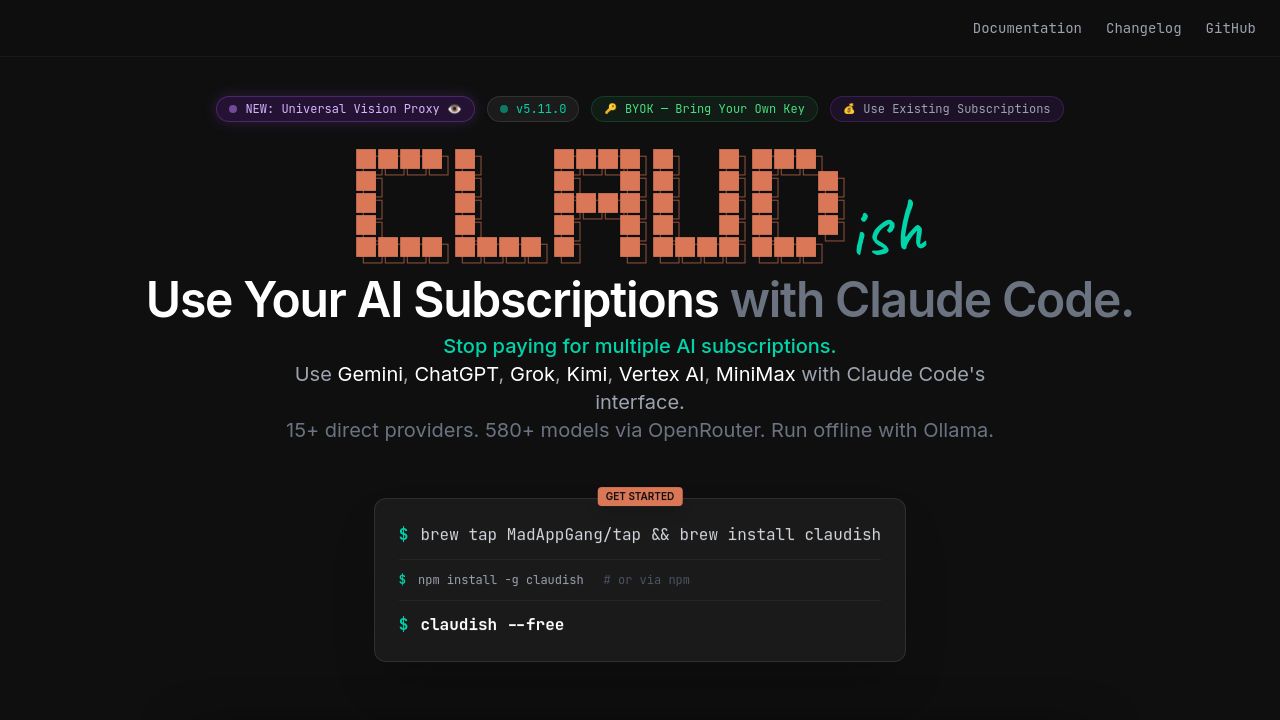 Documentation Changelog GitHub
NEW: Universal Vision Proxy 👁️ v5.11.0 🔑 BYOK — Bring Your Own Key 💰 Use Existing Subscriptions
CLAUDish
Use Your AI Subscriptions with Claude Code.
Stop paying for multiple AI subscriptions.
Use Gemini, ChatGPT, Grok, Kimi, Vertex AI, MiniMax with Claude Code's
interface.
15+ direct providers. 580+ models via OpenRouter. Run offline with Ollama.
GET STARTED
$ brew tap MadAppGang/tap && brew install claudish
$ npm install -g claudish # or via npm
$ claudish --free